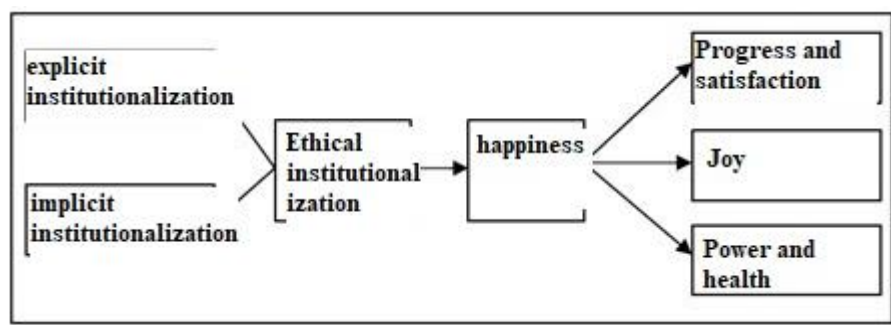 explicit
institutionalization
implicit
institutionalization
Ethical
institutional
ization
happiness
Progress and
satisfaction
Joy
Power and
health